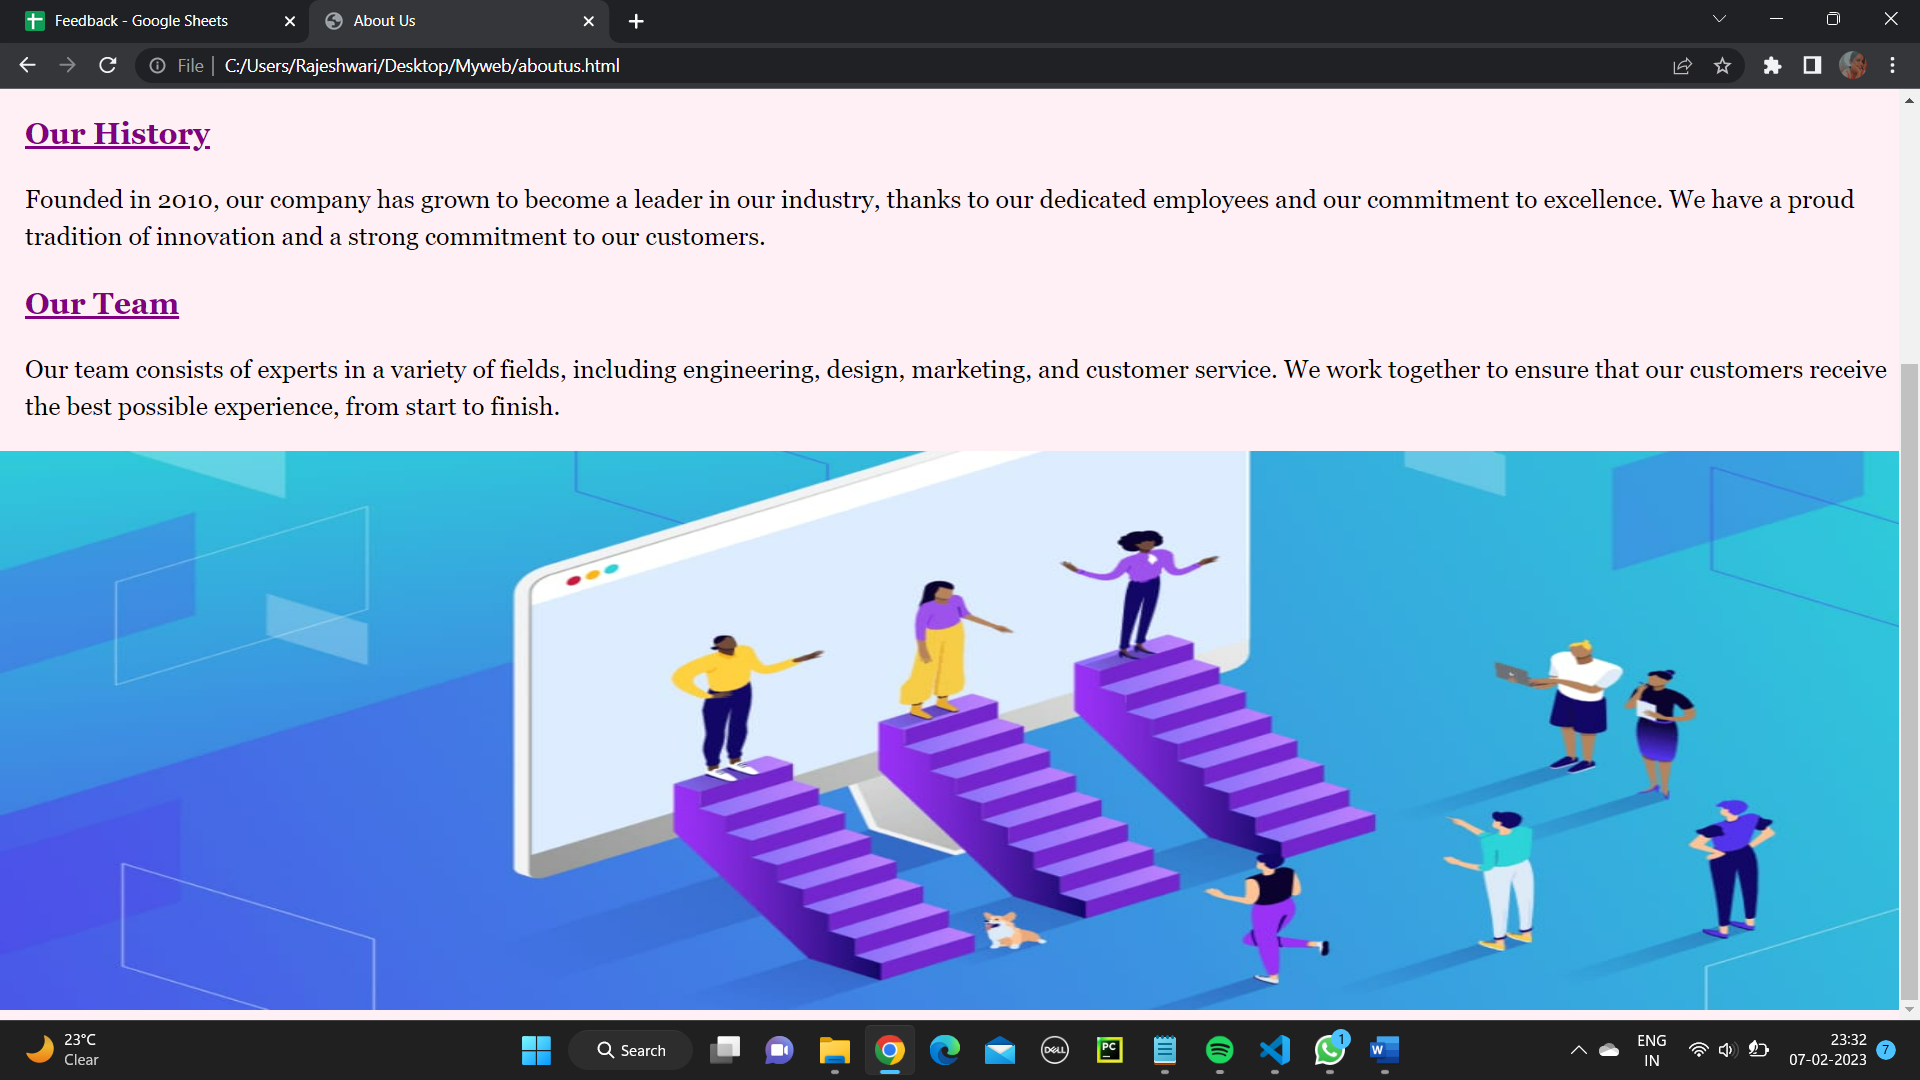 Feedback - Google Sheets
About Us
File
C:/Users/Rajeshwari/Desktop/Myweb/aboutus.html
Our History
Founded in 2010, our company has grown to become a leader in our industry, thanks to our dedicated employees and our commitment to excellence. We have a proud
tradition of innovation and a strong commitment to our customers.
Our Team
Our team consists of experts in a variety of fields, including engineering, design, marketing, and customer service. We work together to ensure that our customers receive
the best possible experience, from start to finish.
23°C
Clear
Search
DELL
PC
1
W
ENG
IN
23:32
07-02-2023
7